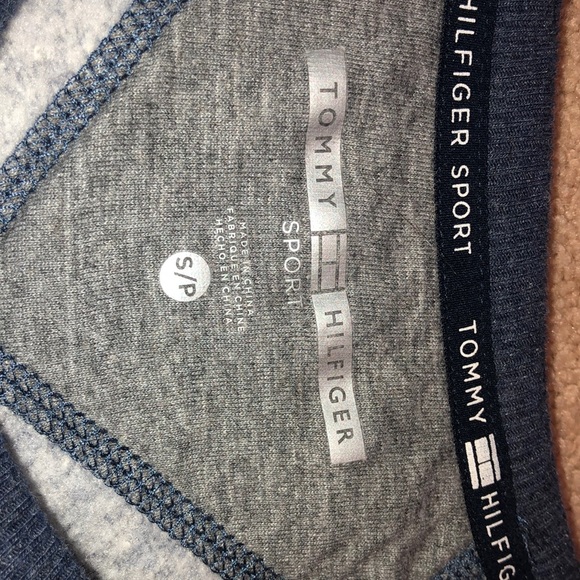 TOMMY HILFIGER
SPORT
MADE IN CHINA
FABRIQUÉ EN CHINE
HECHO EN CHINA
S/P
HILFIGER SPORT TOMMY HILFIGER